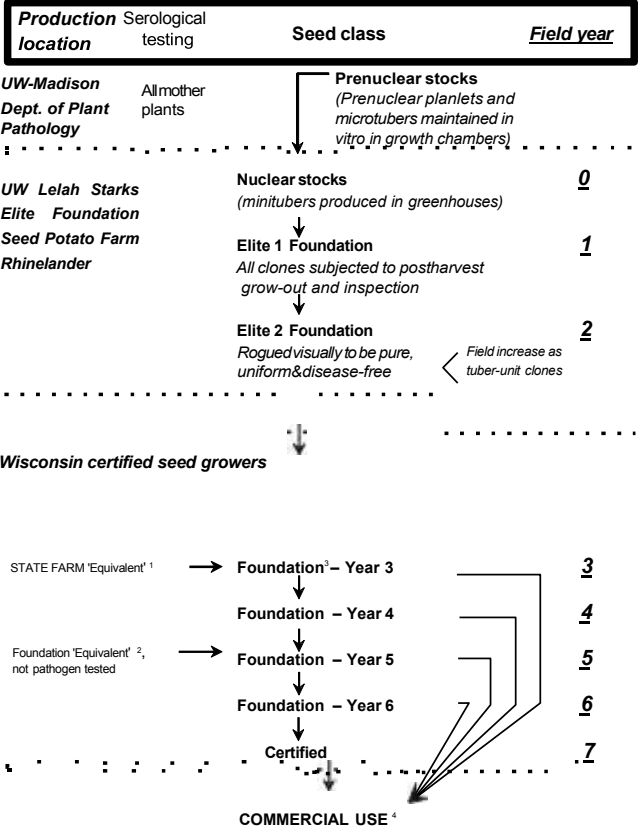 Production location
Serological testing
Seed class
Field year
UW-Madison
Dept. of Plant
Pathology
All mother
plants
Prenuclear stocks
(Prenuclear planlets and
microtubers maintained in
vitro in growth chambers)
UW Lelah Starks
Elite Foundation
Seed Potato Farm
Rhinelander
Nuclear stocks
(minitubers produced in greenhouses)
0
Elite 1 Foundation
1
All clones subjected to postharvest
grow-out and inspection
Elite 2 Foundation
2
Rogued visually to be pure,
uniform&disease-free
Field increase as
tuber-unit clones
Wisconsin certified seed growers
STATE FARM 'Equivalent' 1
Foundation3 – Year 3
3
Foundation – Year 4
4
Foundation 'Equivalent' 2,
not pathogen tested
Foundation – Year 5
5
Foundation – Year 6
6
Certified
7
COMMERCIAL USE 4